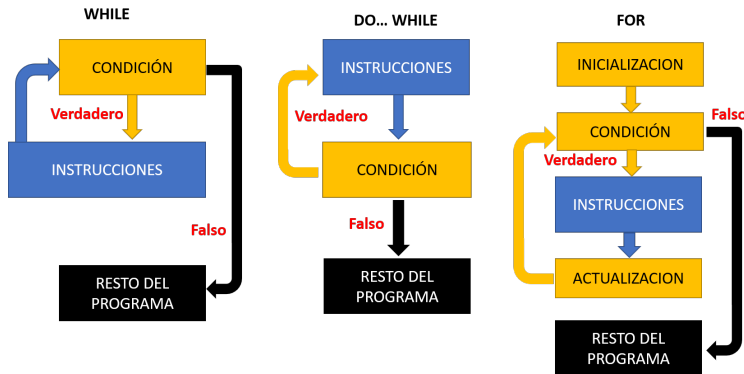 WHILE
CONDICIÓN
Verdadero
INSTRUCCIONES
Falso
RESTO DEL
PROGRAMA
DO... WHILE
INSTRUCCIONES
Verdadero
CONDICIÓN
Falso
RESTO DEL
PROGRAMA
FOR
INICIALIZACION
Falso
CONDICIÓN
Verdadero
INSTRUCCIONES
ACTUALIZACION
RESTO DEL
PROGRAMA